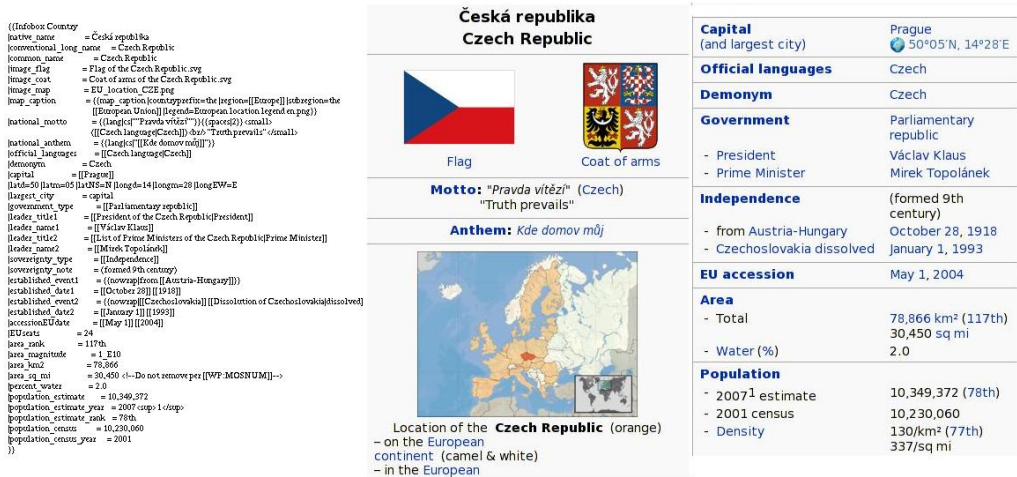 {{Infobox Country
|native_name = Česká republika
|conventional_long_name = Czech Republic
|common_name = Czech Republic
|image_flag = Flag of the Czech Republic.svg
|image_coat = Coat of arms of the Czech Republic.svg
|image_map = EU_location_CZE.png
|map_caption = {{map_caption |countryprefix=the |region=[[Europe]] |subregion=the
[[European Union]] |legend=European location legend en.png}}
|national_motto = {{lang|cs|"Pravda vítězí"}}{{spaces|2}}<small>
([[Czech language|Czech]])<br/>"Truth prevails"</small>
|national_anthem = {{lang|cs|''[[Kde domov můj]]''}}
|official_languages = [[Czech language|Czech]]
|demonym = Czech
|capital = [[Prague]]
|latd=50 |latm=05 |latNS=N |longd=14 |longm=28 |longEW=E
|largest_city = capital
|government_type = [[Parliamentary republic]]
|leader_title1 = [[President of the Czech Republic|President]]
|leader_name1 = [[Václav Klaus]]
|leader_title2 = [[List of Prime Ministers of the Czech Republic|Prime Minister]]
|leader_name2 = [[Mirek Topolánek]]
|sovereignty_type = [[Independence]]
|sovereignty_note = (formed 9th century)
|established_event1 = {{nowrap|from [[Austria-Hungary]]}}
|established_date1 = [[October 28]] [[1918]]
|established_event2 = {{nowrap|[[Czechoslovakia]] [[Dissolution of Czechoslovakia|dissolved]
|established_date2 = [[January 1]] [[1993]]
|accessionEUdate = [[May 1]] [[2004]]
|EUseats = 24
|area_rank = 117th
|area_magnitude = 1_E10
|area_km2 = 78,866
|area_sq_mi = 30,450 <!--Do not remove per [[WP:MOSNUM]]-->
|percent_water = 2.0
|population_estimate = 10,349,372
|population_estimate_year = 2007<sup>1</sup>
|population_estimate_rank = 78th
|population_census = 10,230,060
|population_census_year = 2001
}}
Česká republika
Czech Republic
Flag
Coat of arms
Motto: "Pravda vítězí" (Czech)
"Truth prevails"
Anthem: Kde domov můj
Location of the Czech Republic (orange)
– on the European
continent (camel & white)
– in the European
Capital Prague
(and largest city) 50°05′N, 14°28′E
Official languages Czech
Demonym Czech
Government Parliamentary
republic
- President Václav Klaus
- Prime Minister Mirek Topolánek
Independence (formed 9th
century)
- from Austria-Hungary October 28, 1918
- Czechoslovakia dissolved January 1, 1993
EU accession May 1, 2004
Area
- Total 78,866 km² (117th)
30,450 sq mi
- Water (%) 2.0
Population
- 2007¹ estimate 10,349,372 (78th)
- 2001 census 10,230,060
- Density 130/km² (77th)
337/sq mi